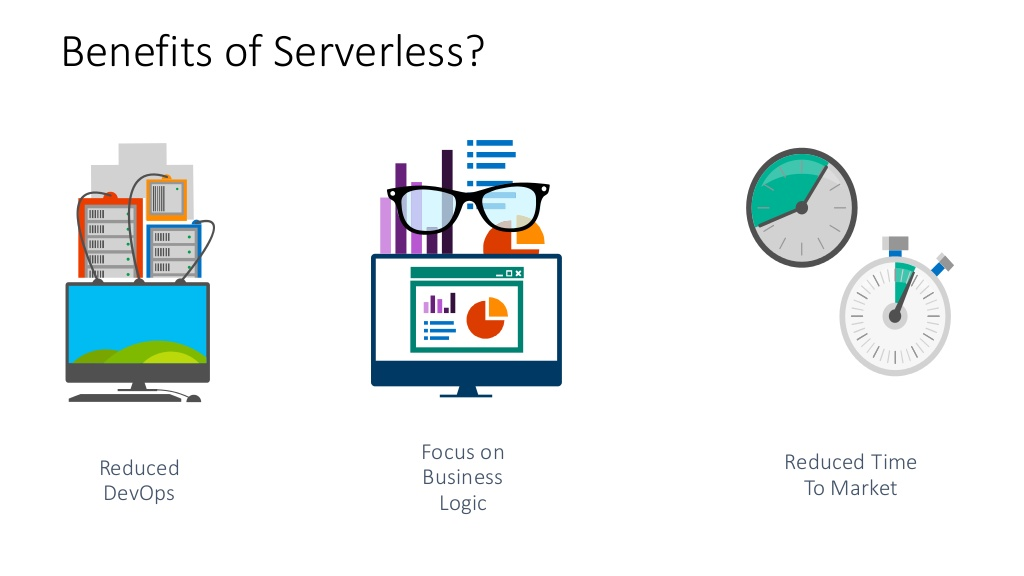 Benefits of Serverless?
Reduced
DevOps
Focus on
Business
Logic
Reduced Time
To Market